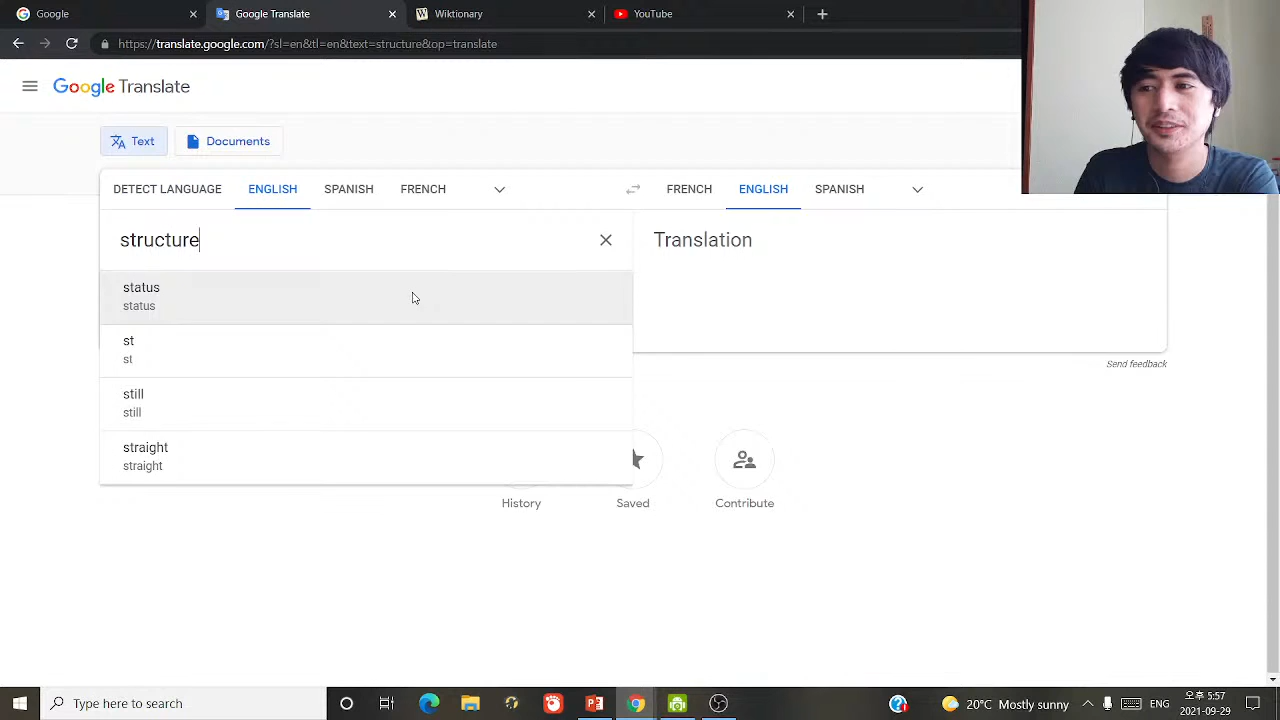 Google
Google Translate
Wiktionary
YouTube
https://translate.google.com/?sl=en&tl=en&text=structure&op=translate
Google Translate
Text
Documents
DETECT LANGUAGE
ENGLISH
SPANISH
FRENCH
FRENCH
ENGLISH
SPANISH
structure
Translation
status
status
st
st
still
still
straight
straight
Send feedback
History
Saved
Contribute
Type here to search
20°C Mostly sunny
ENG
오후 5:57
2021-09-29